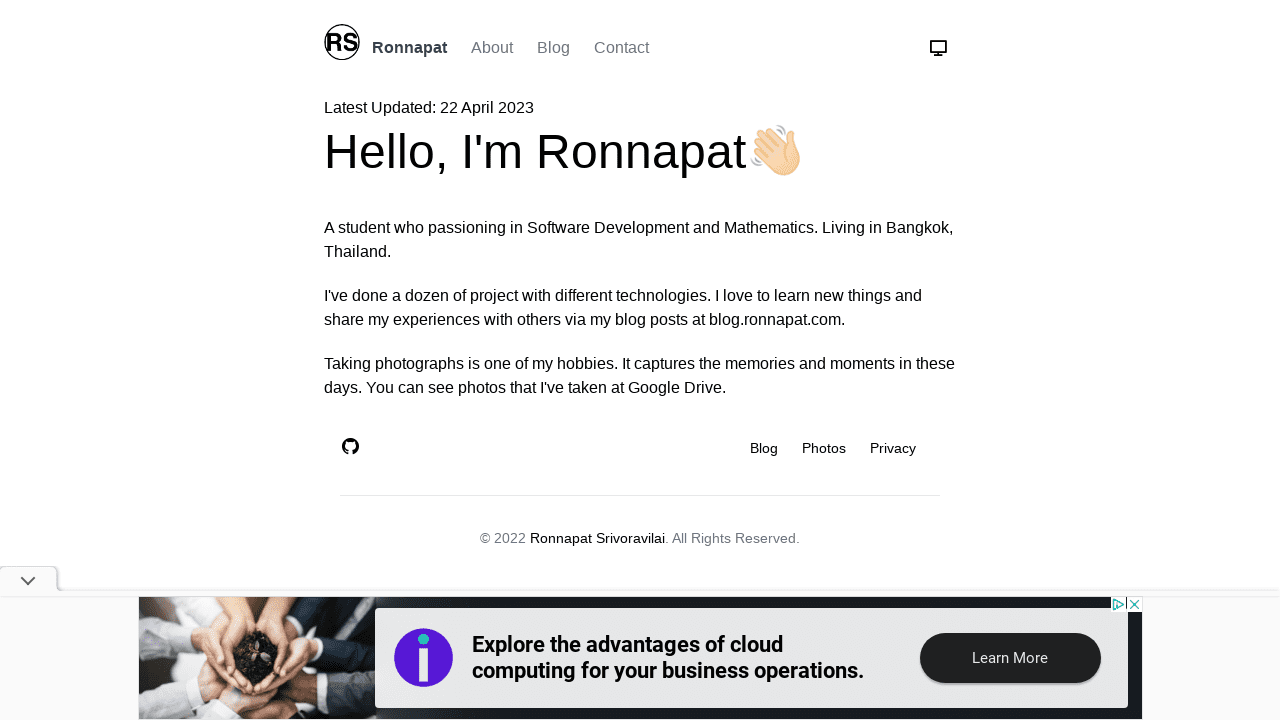 RS Ronnapat About Blog Contact
Latest Updated: 22 April 2023
Hello, I'm Ronnapat
A student who passioning in Software Development and Mathematics. Living in Bangkok,
Thailand.
I've done a dozen of project with different technologies. I love to learn new things and
share my experiences with others via my blog posts at blog.ronnapat.com.
Taking photographs is one of my hobbies. It captures the memories and moments in these
days. You can see photos that I've taken at Google Drive.
Blog Photos Privacy
© 2022 Ronnapat Srivoravilai. All Rights Reserved.
Explore the advantages of cloud
computing for your business operations.
Learn More